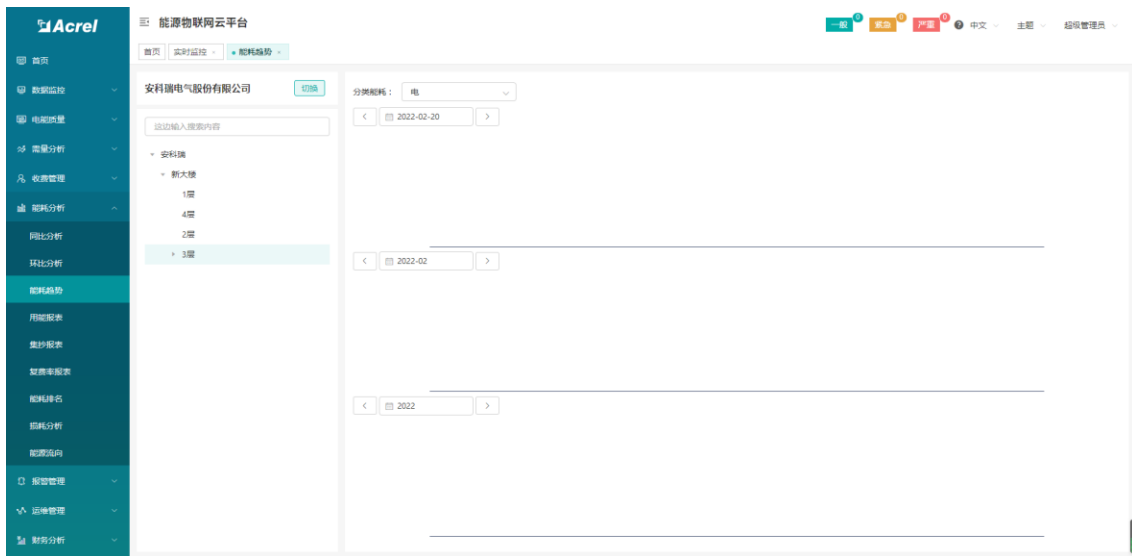 Acrel
能源物联网云平台
一般 0 紧急 0 严重 0 中文 主题 超级管理员
首页 实时监控 能耗趋势
首页
数据监控
电能质量
需量分析
收费管理
能耗分析
同比分析
环比分析
能耗趋势
用能报表
集抄报表
复费率报表
能耗排名
损耗分析
能源流向
报警管理
运维管理
财务分析
安科瑞电气股份有限公司 切换
这边输入搜索内容
安科瑞
新大楼
1层
4层
2层
3层
分类能耗： 电
2022-02-20
2022-02
2022